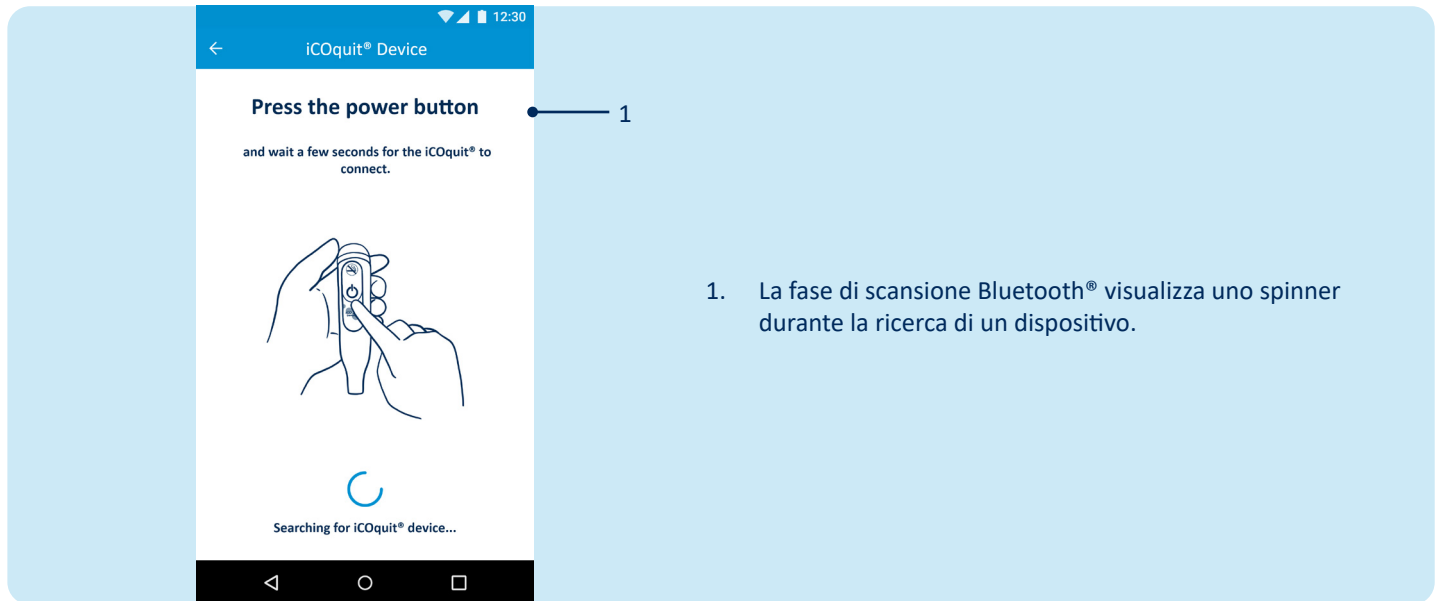 12:30
iCOquit® Device
Press the power button
1
and wait a few seconds for the iCOquit® to
connect.
1. La fase di scansione Bluetooth® visualizza uno spinner
durante la ricerca di un dispositivo.
Searching for iCOquit® device...